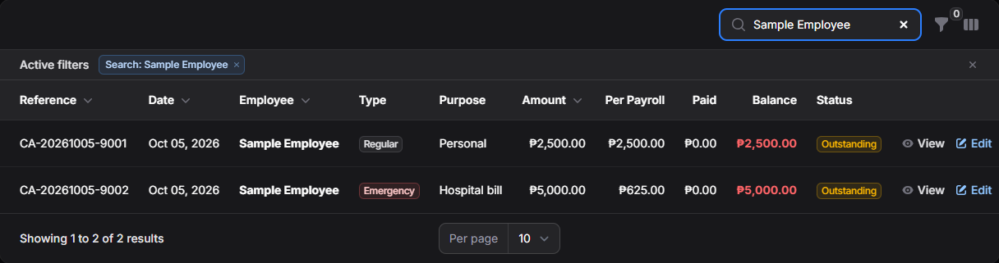 Sample Employee
0
Active filters Search: Sample Employee
Reference Date Employee Type Purpose Amount Per Payroll Paid Balance Status
CA-20261005-9001 Oct 05, 2026 Sample Employee Regular Personal ₱2,500.00 ₱2,500.00 ₱0.00 ₱2,500.00 Outstanding View Edit
CA-20261005-9002 Oct 05, 2026 Sample Employee Emergency Hospital bill ₱5,000.00 ₱625.00 ₱0.00 ₱5,000.00 Outstanding View Edit
Showing 1 to 2 of 2 results Per page 10